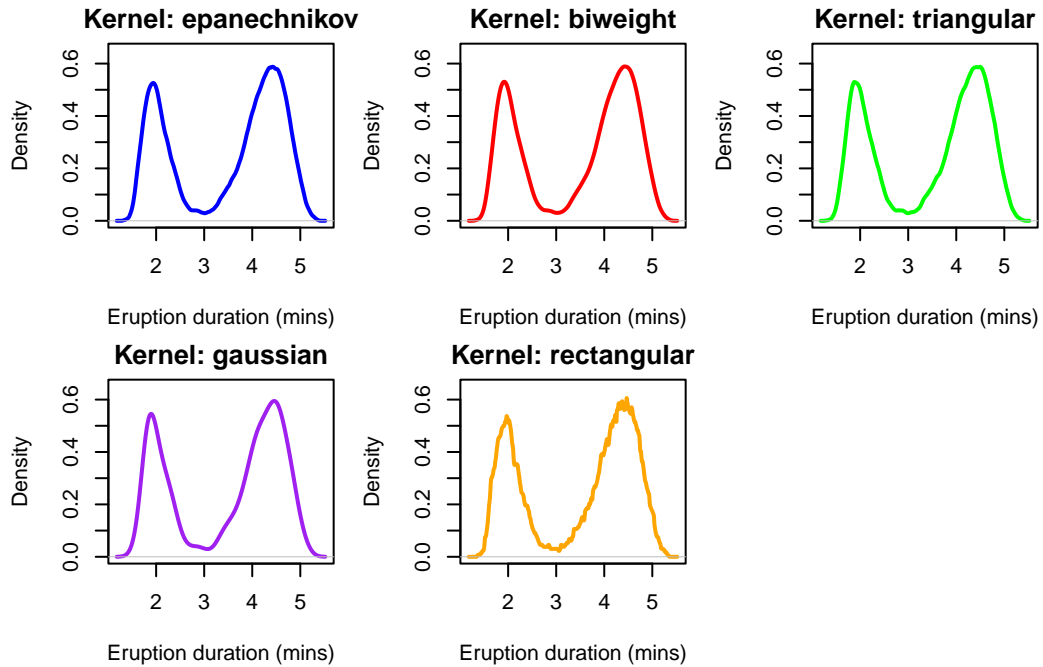 Kernel: epanechnikov
Density
0.0 0.2 0.4 0.6
2 3 4 5
Eruption duration (mins)
Kernel: biweight
Density
0.0 0.2 0.4 0.6
2 3 4 5
Eruption duration (mins)
Kernel: triangular
Density
0.0 0.2 0.4 0.6
2 3 4 5
Eruption duration (mins)
Kernel: gaussian
Density
0.0 0.2 0.4 0.6
2 3 4 5
Eruption duration (mins)
Kernel: rectangular
Density
0.0 0.2 0.4 0.6
2 3 4 5
Eruption duration (mins)